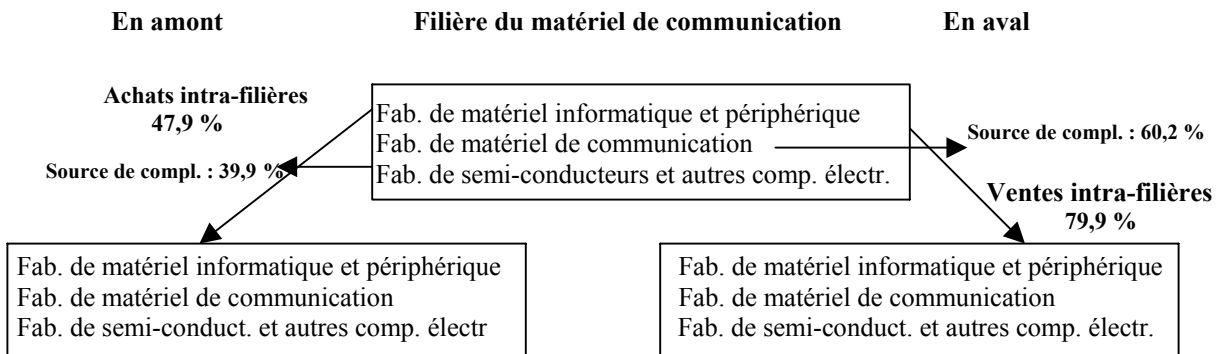 En amont
Filière du matériel de communication
En aval
Achats intra-filières
47,9 %
Source de compl. : 39,9 %
Fab. de matériel informatique et périphérique
Fab. de matériel de communication
Fab. de semi-conducteurs et autres comp. électr.
Source de compl. : 60,2 %
Ventes intra-filières
79,9 %
Fab. de matériel informatique et périphérique
Fab. de matériel de communication
Fab. de semi-conduct. et autres comp. électr
Fab. de matériel informatique et périphérique
Fab. de matériel de communication
Fab. de semi-conduct. et autres comp. électr.